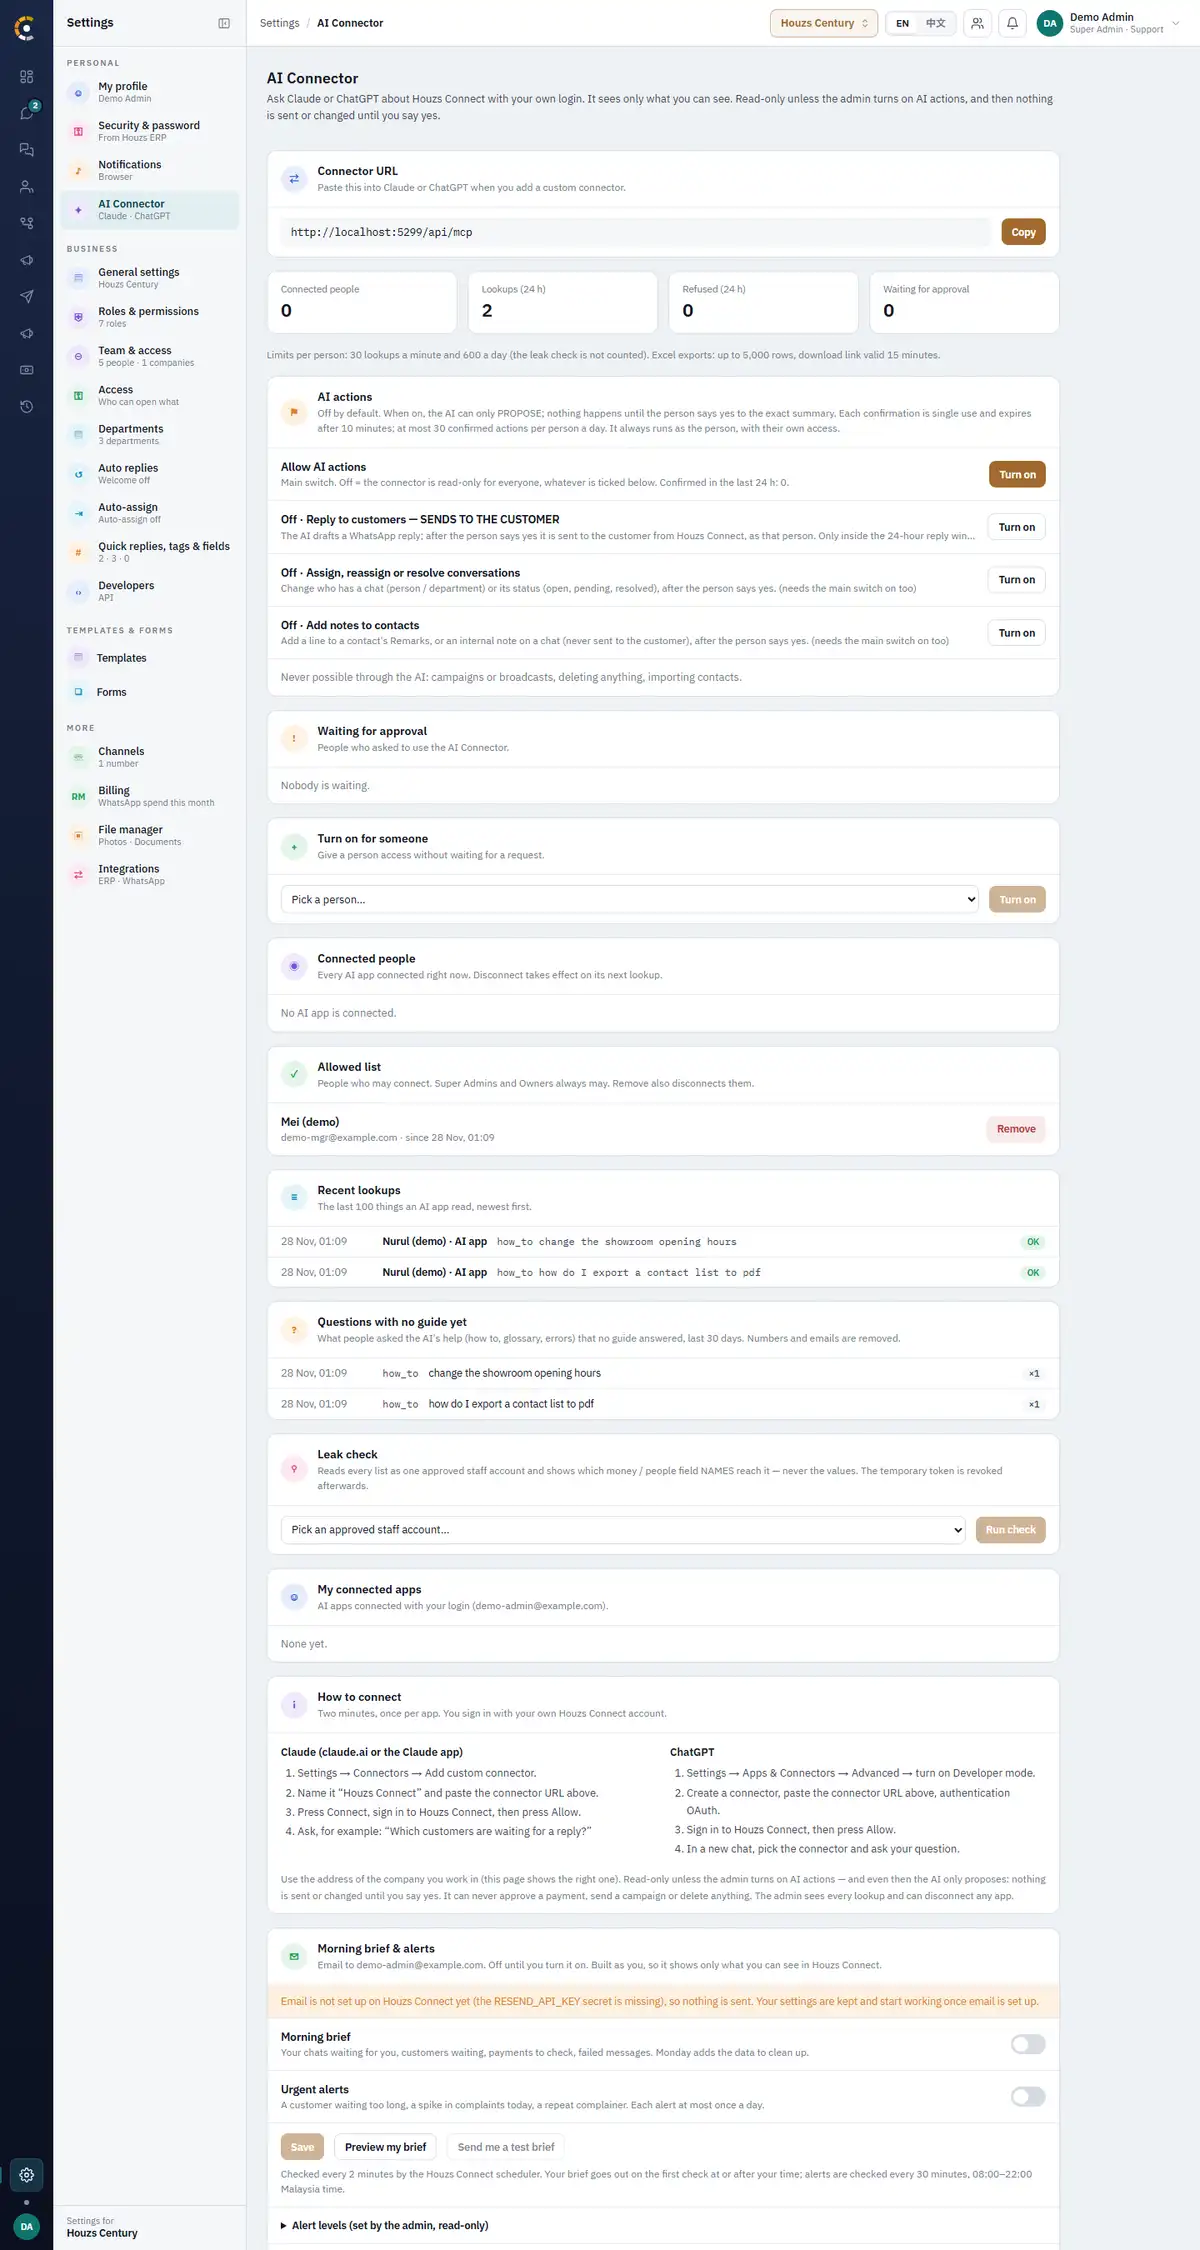 Settings
Settings / AI Connector
Houzs Century
EN
中文
DA
Demo Admin
Super Admin · Support
2
PERSONAL
My profile
Demo Admin
Security & password
From Houzs ERP
Notifications
Browser
AI Connector
Claude · ChatGPT
BUSINESS
General settings
Houzs Century
Roles & permissions
7 roles
Team & access
5 people · 1 companies
Access
Who can open what
Departments
3 departments
Auto replies
Welcome off
Auto-assign
Auto-assign off
Quick replies, tags & fields
2 · 3 · 0
Developers
API
TEMPLATES & FORMS
Templates
Forms
MORE
Channels
1 number
RM
Billing
WhatsApp spend this month
File manager
Photos · Documents
Integrations
ERP · WhatsApp
Settings for
Houzs Century
DA
AI Connector
Ask Claude or ChatGPT about Houzs Connect with your own login. It sees only what you can see. Read-only unless the admin turns on AI actions, and then nothing
is sent or changed until you say yes.
Connector URL
Paste this into Claude or ChatGPT when you add a custom connector.
http://localhost:5299/api/mcp
Copy
Connected people
0
Lookups (24 h)
2
Refused (24 h)
0
Waiting for approval
0
Limits per person: 30 lookups a minute and 600 a day (the leak check is not counted). Excel exports: up to 5,000 rows, download link valid 15 minutes.
AI actions
Off by default. When on, the AI can only PROPOSE; nothing happens until the person says yes to the exact summary. Each confirmation is single use and expires
after 10 minutes; at most 30 confirmed actions per person a day. It always runs as the person, with their own access.
Allow AI actions
Main switch. Off = the connector is read-only for everyone, whatever is ticked below. Confirmed in the last 24 h: 0.
Turn on
Off · Reply to customers — SENDS TO THE CUSTOMER
The AI drafts a WhatsApp reply; after the person says yes it is sent to the customer from Houzs Connect, as that person. Only inside the 24-hour reply win...
Turn on
Off · Assign, reassign or resolve conversations
Change who has a chat (person / department) or its status (open, pending, resolved), after the person says yes. (needs the main switch on too)
Turn on
Off · Add notes to contacts
Add a line to a contact's Remarks, or an internal note on a chat (never sent to the customer), after the person says yes. (needs the main switch on too)
Turn on
Never possible through the AI: campaigns or broadcasts, deleting anything, importing contacts.
Waiting for approval
People who asked to use the AI Connector.
Nobody is waiting.
Turn on for someone
Give a person access without waiting for a request.
Pick a person...
Turn on
Connected people
Every AI app connected right now. Disconnect takes effect on its next lookup.
No AI app is connected.
Allowed list
People who may connect. Super Admins and Owners always may. Remove also disconnects them.
Mei (demo)
demo-mgr@example.com · since 28 Nov, 01:09
Remove
Recent lookups
The last 100 things an AI app read, newest first.
28 Nov, 01:09 Nurul (demo) · AI app how_to change the showroom opening hours OK
28 Nov, 01:09 Nurul (demo) · AI app how_to how do I export a contact list to pdf OK
Questions with no guide yet
What people asked the AI's help (how to, glossary, errors) that no guide answered, last 30 days. Numbers and emails are removed.
28 Nov, 01:09 how_to change the showroom opening hours ×1
28 Nov, 01:09 how_to how do I export a contact list to pdf ×1
Leak check
Reads every list as one approved staff account and shows which money / people field NAMES reach it — never the values. The temporary token is revoked
afterwards.
Pick an approved staff account...
Run check
My connected apps
AI apps connected with your login (demo-admin@example.com).
None yet.
How to connect
Two minutes, once per app. You sign in with your own Houzs Connect account.
Claude (claude.ai or the Claude app)
1. Settings → Connectors → Add custom connector.
2. Name it “Houzs Connect” and paste the connector URL above.
3. Press Connect, sign in to Houzs Connect, then press Allow.
4. Ask, for example: “Which customers are waiting for a reply?”
ChatGPT
1. Settings → Apps & Connectors → Advanced → turn on Developer mode.
2. Create a connector, paste the connector URL above, authentication
OAuth.
3. Sign in to Houzs Connect, then press Allow.
4. In a new chat, pick the connector and ask your question.
Use the address of the company you work in (this page shows the right one). Read-only unless the admin turns on AI actions — and even then the AI only proposes: nothing
is sent or changed until you say yes. It can never approve a payment, send a campaign or delete anything. The admin sees every lookup and can disconnect any app.
Morning brief & alerts
Email to demo-admin@example.com. Off until you turn it on. Built as you, so it shows only what you can see in Houzs Connect.
Email is not set up on Houzs Connect yet (the RESEND_API_KEY secret is missing), so nothing is sent. Your settings are kept and start working once email is set up.
Morning brief
Your chats waiting for you, customers waiting, payments to check, failed messages. Monday adds the data to clean up.
Urgent alerts
A customer waiting too long, a spike in complaints today, a repeat complainer. Each alert at most once a day.
Save
Preview my brief
Send me a test brief
Checked every 2 minutes by the Houzs Connect scheduler. Your brief goes out on the first check at or after your time; alerts are checked every 30 minutes, 08:00–22:00
Malaysia time.
Alert levels (set by the admin, read-only)